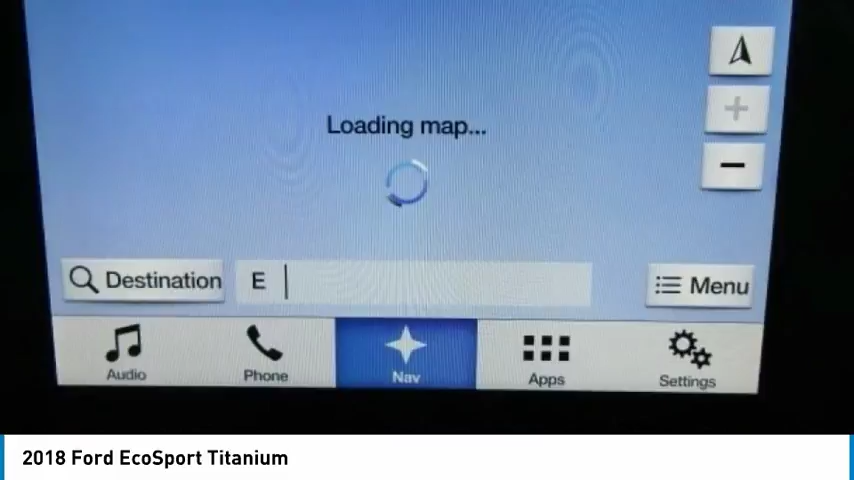 Loading map...
Destination
E
Menu
Audio
Phone
Nav
Apps
Settings
2018 Ford EcoSport Titanium